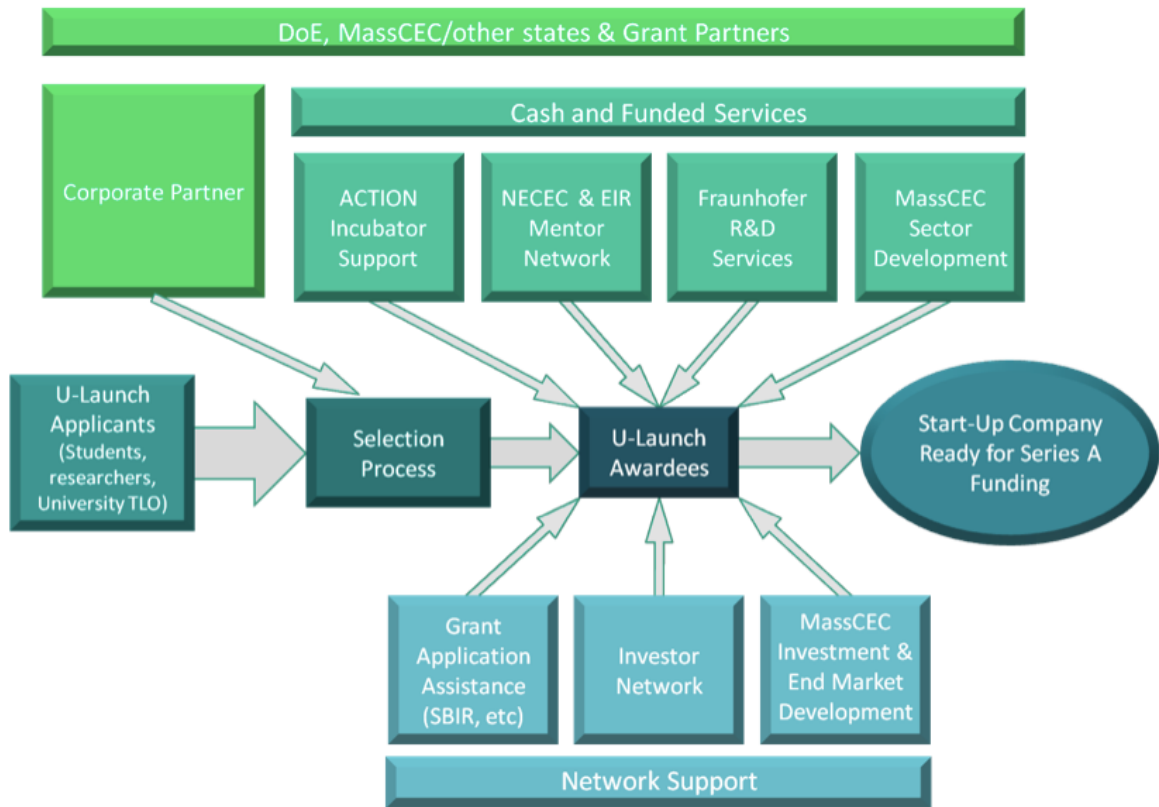 DoE, MassCEC/other states & Grant Partners
Corporate Partner
Cash and Funded Services
ACTION
Incubator
Support
NECEC & EIR
Mentor
Network
Fraunhofer
R&D
Services
MassCEC
Sector
Development
U-Launch
Applicants
(Students,
researchers,
University TLO)
Selection
Process
U-Launch
Awardees
Start-Up Company
Ready for Series A
Funding
Grant
Application
Assistance
(SBIR, etc)
Investor
Network
MassCEC
Investment &
End Market
Development
Network Support